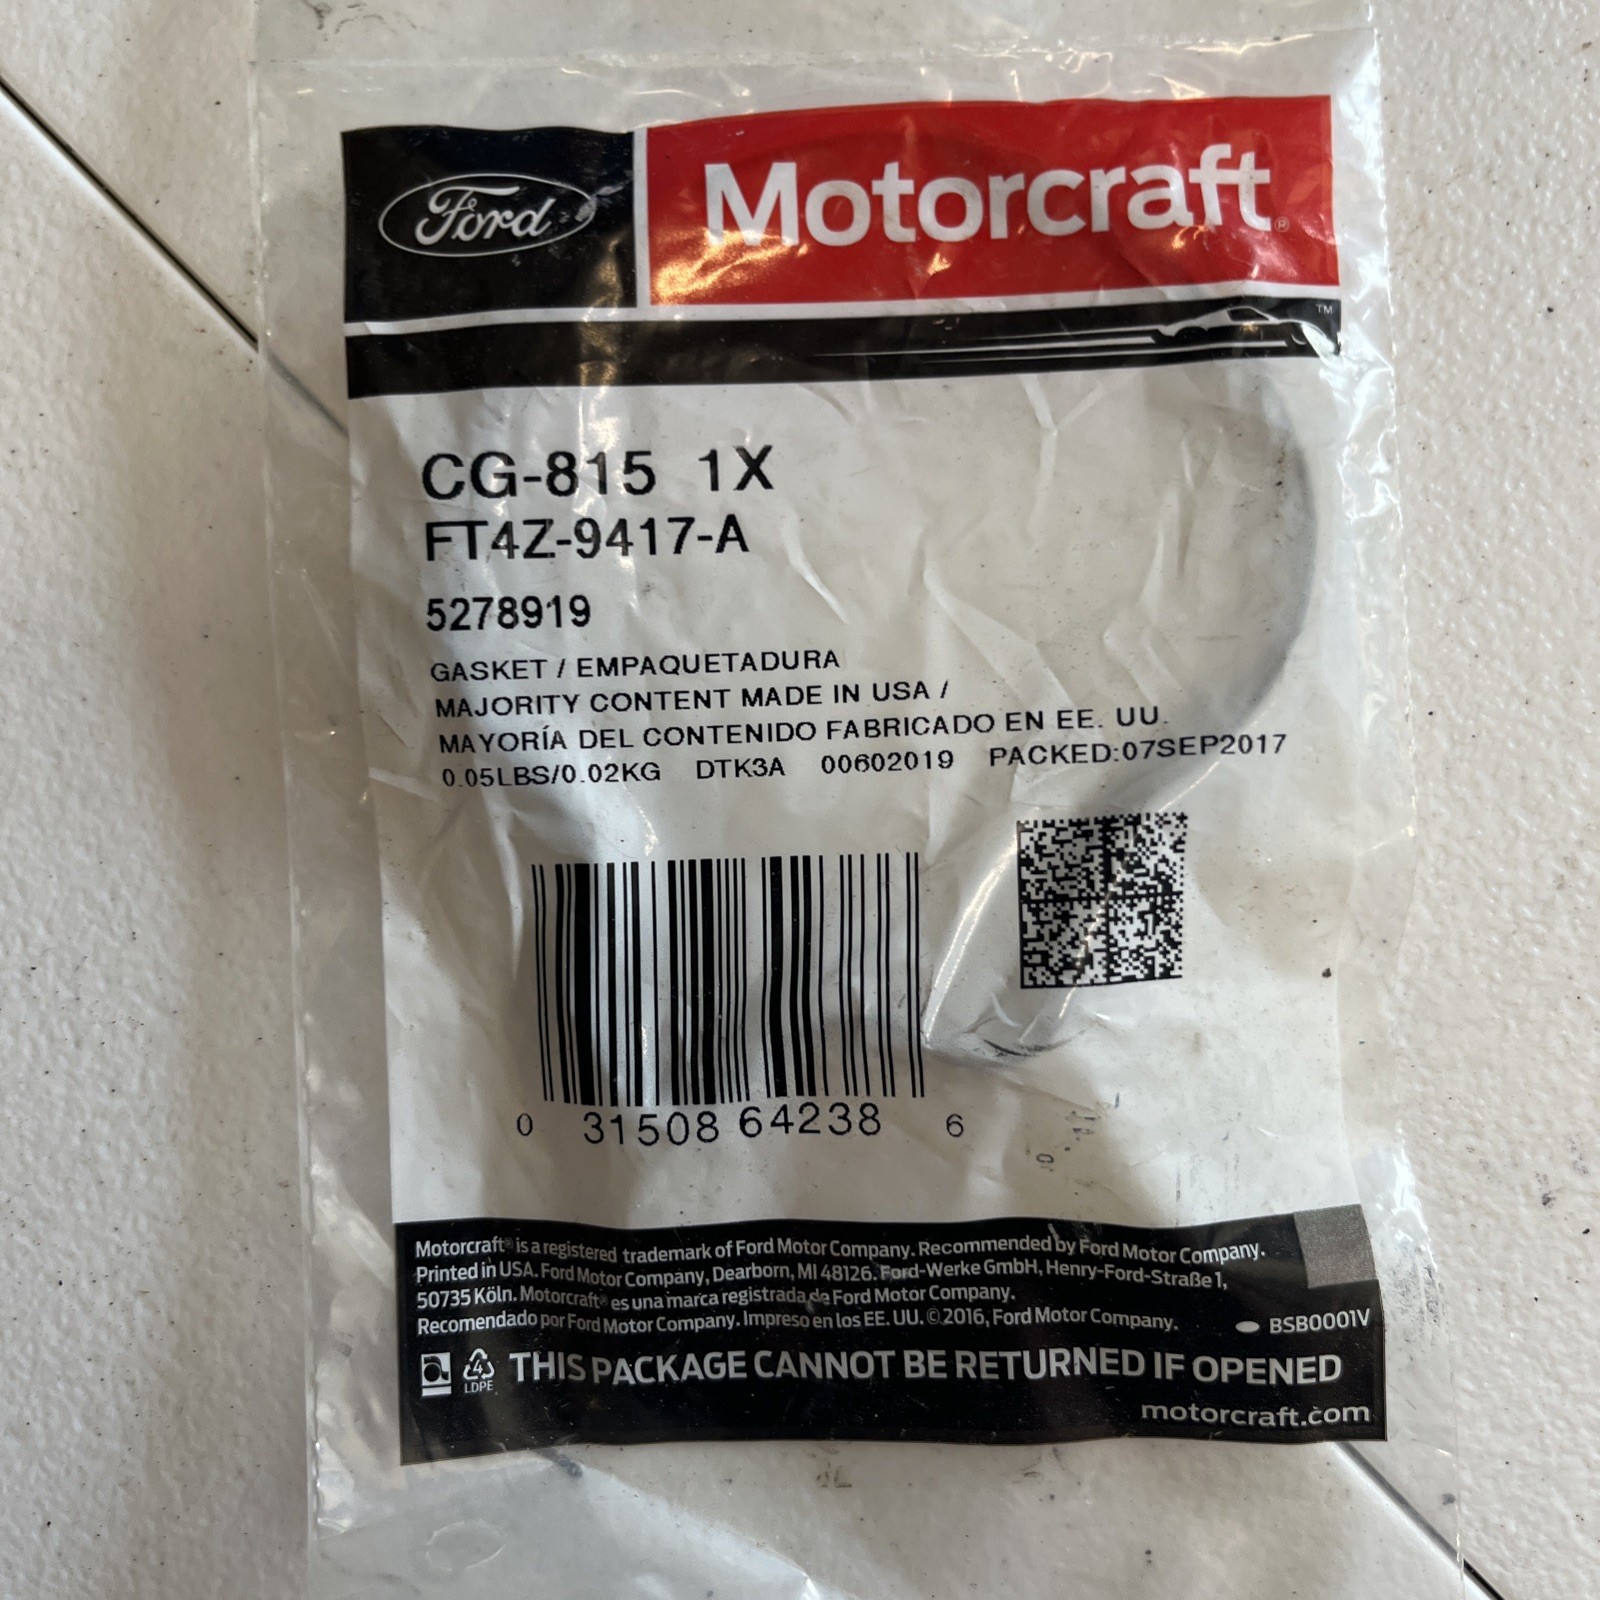 Ford Motorcraft®
™
CG-815 1X
FT4Z-9417-A
5278919
GASKET / EMPAQUETADURA
MAJORITY CONTENT MADE IN USA /
MAYORÍA DEL CONTENIDO FABRICADO EN EE. UU.
0.05LBS/0.02KG DTK3A 00602019 PACKED:07SEP2017
0 31508 64238 6
Motorcraft® is a registered trademark of Ford Motor Company. Recommended by Ford Motor Company.
Printed in USA. Ford Motor Company, Dearborn, MI 48126. Ford-Werke GmbH, Henry-Ford-Straße 1,
50735 Köln. Motorcraft® es una marca registrada de Ford Motor Company.
Recomendado por Ford Motor Company. Impreso en los EE. UU. ©2016, Ford Motor Company.
BSB0001V
4
LDPE
THIS PACKAGE CANNOT BE RETURNED IF OPENED
motorcraft.com